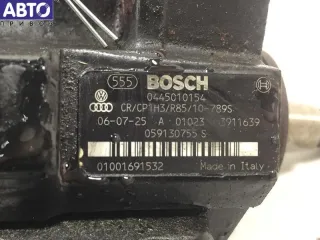 АВТО
ПРИВОЗ
555 BOSCH
0445010154
CR/CP1H3/R85/10-789S
06-07-25 A 01023 3911639
059130755 S
01001691532 Made in Italy